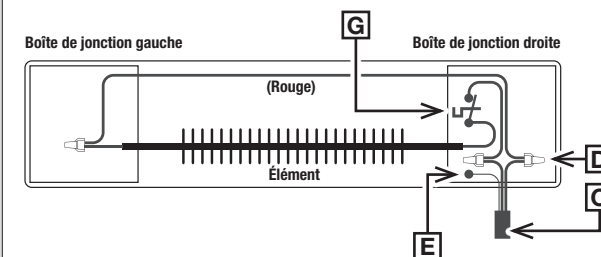 G
Boîte de jonction gauche
Boîte de jonction droite
(Rouge)
Élément
D
E